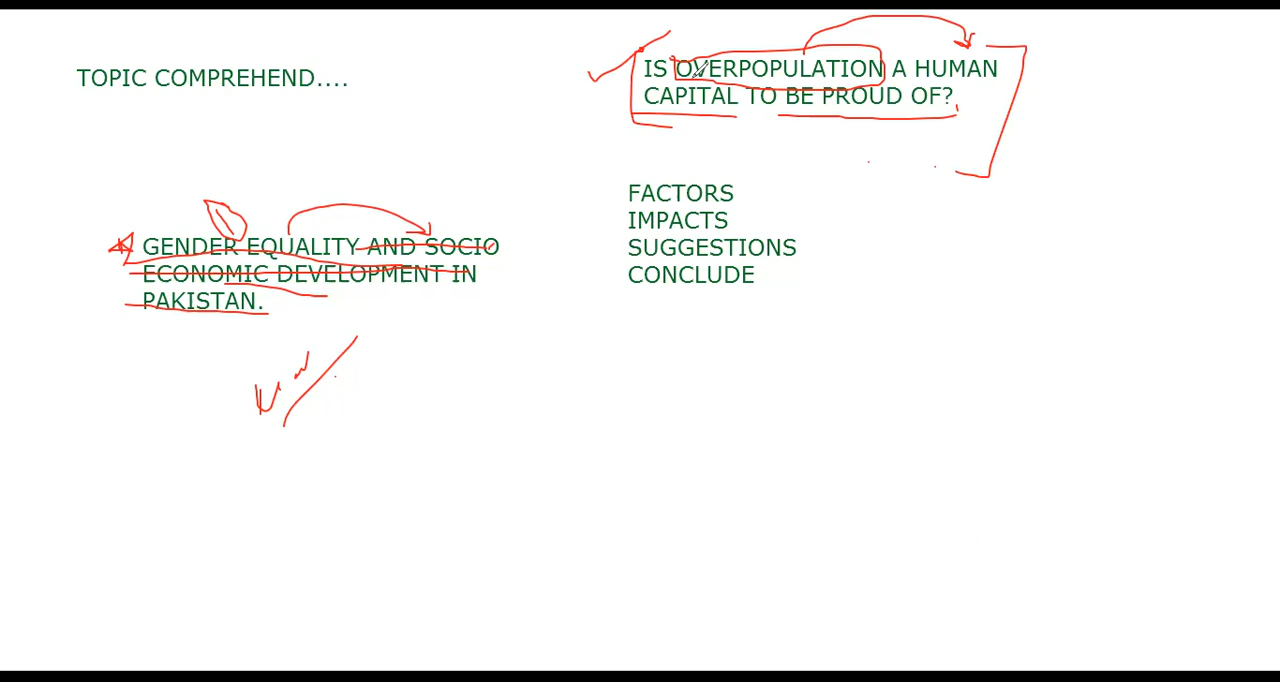 TOPIC COMPREHEND....
GENDER EQUALITY AND SOCIO
ECONOMIC DEVELOPMENT IN
PAKISTAN.
IS OVERPOPULATION A HUMAN
CAPITAL TO BE PROUD OF?
FACTORS
IMPACTS
SUGGESTIONS
CONCLUDE